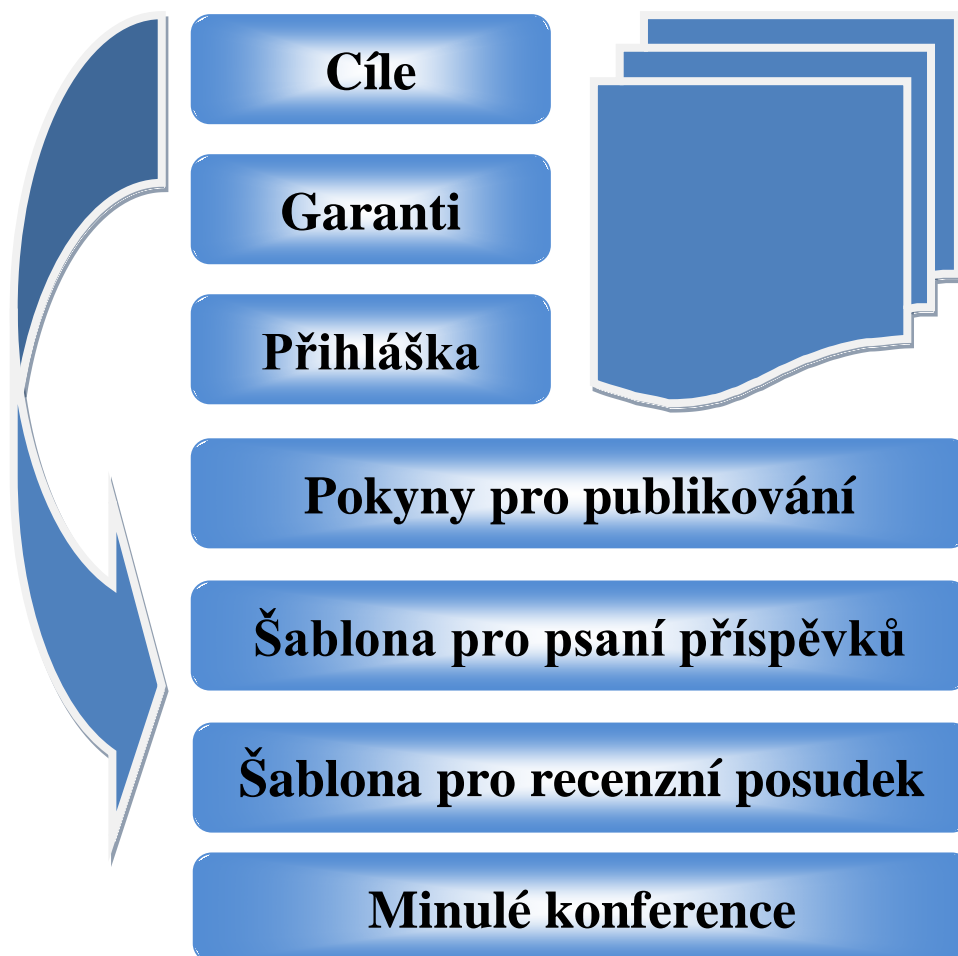 Cíle
Garanti
Přihláška
Pokyny pro publikování
Šablona pro psaní příspěvků
Šablona pro recenzní posudek
Minulé konference